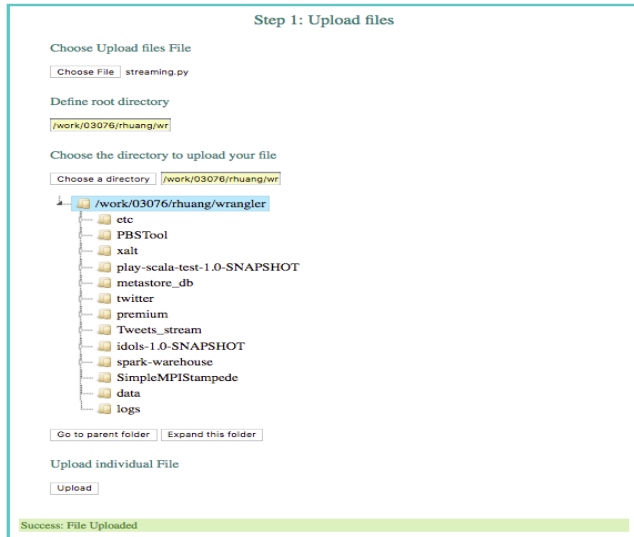 Step 1: Upload files
Choose Upload files File
Choose File streaming.py
Define root directory
/work/03076/rhuang/wr
Choose the directory to upload your file
Choose a directory /work/03076/rhuang/wr
/work/03076/rhuang/wrangler
etc
PBSTool
xalt
play-scala-test-1.0-SNAPSHOT
metastore_db
twitter
premium
Tweets_stream
idols-1.0-SNAPSHOT
spark-warehouse
SimpleMPIStampede
data
logs
Go to parent folder Expand this folder
Upload individual File
Upload
Success: File Uploaded